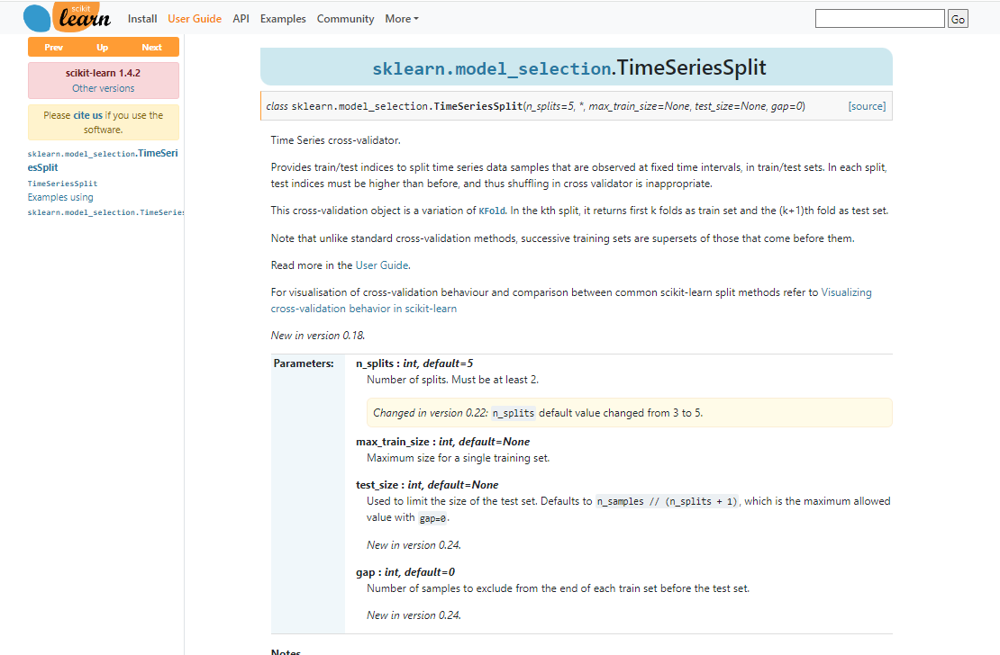 scikit
learn
Install User Guide API Examples Community More
Go
Prev Up Next
scikit-learn 1.4.2
Other versions
Please cite us if you use the
software.
sklearn.model_selection.TimeSeri
esSplit
TimeSeriesSplit
Examples using
sklearn.model_selection.TimeSeries
sklearn.model_selection.TimeSeriesSplit
class sklearn.model_selection.TimeSeriesSplit(n_splits=5, *, max_train_size=None, test_size=None, gap=0) [source]
Time Series cross-validator.
Provides train/test indices to split time series data samples that are observed at fixed time intervals, in train/test sets. In each split,
test indices must be higher than before, and thus shuffling in cross validator is inappropriate.
This cross-validation object is a variation of KFold. In the kth split, it returns first k folds as train set and the (k+1)th fold as test set.
Note that unlike standard cross-validation methods, successive training sets are supersets of those that come before them.
Read more in the User Guide.
For visualisation of cross-validation behaviour and comparison between common scikit-learn split methods refer to Visualizing
cross-validation behavior in scikit-learn
New in version 0.18.
Parameters: n_splits : int, default=5
Number of splits. Must be at least 2.
Changed in version 0.22: n_splits default value changed from 3 to 5.
max_train_size : int, default=None
Maximum size for a single training set.
test_size : int, default=None
Used to limit the size of the test set. Defaults to n_samples // (n_splits + 1), which is the maximum allowed
value with gap=0.
New in version 0.24.
gap : int, default=0
Number of samples to exclude from the end of each train set before the test set.
New in version 0.24.
Notes